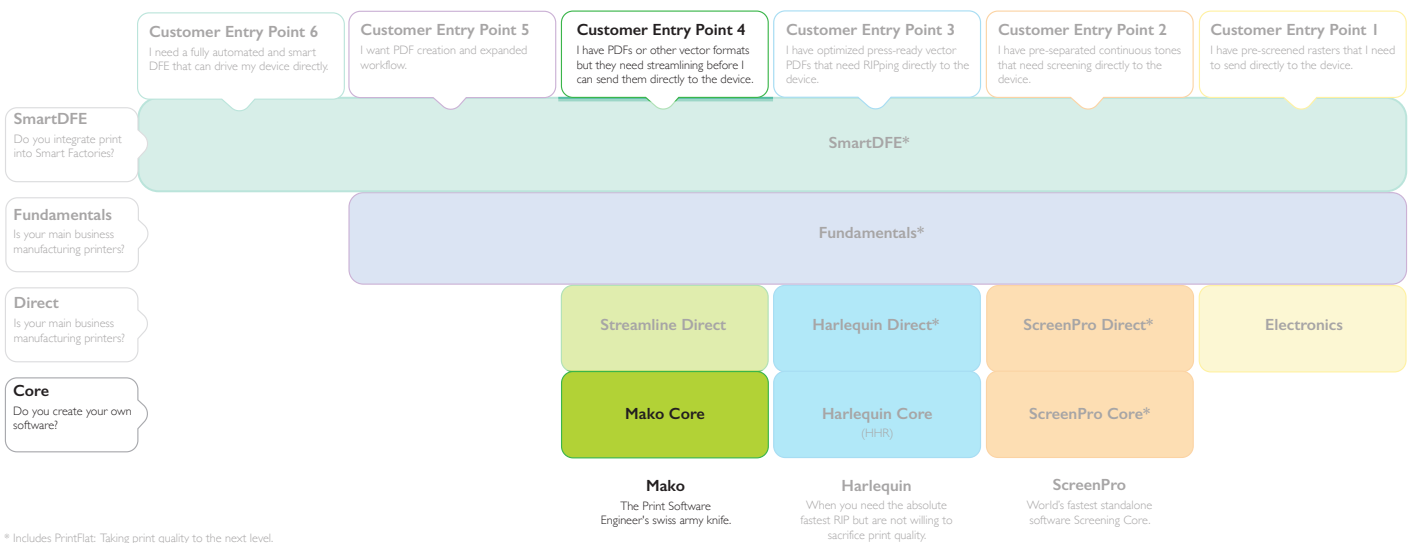 Customer Entry Point 6
I need a fully automated and smart
DFE that can drive my device directly.
Customer Entry Point 5
I want PDF creation and expanded
workflow.
Customer Entry Point 4
I have PDFs or other vector formats
but they need streamlining before I
can send them directly to the device.
Customer Entry Point 3
I have optimized press-ready vector
PDFs that need RIPping directly to the
device.
Customer Entry Point 2
I have pre-separated continuous tones
that need screening directly to the
device.
Customer Entry Point 1
I have pre-screened rasters that I need
to send directly to the device.
SmartDFE
Do you integrate print
into Smart Factories?
SmartDFE*
Fundamentals
Is your main business
manufacturing printers?
Fundamentals*
Direct
Is your main business
manufacturing printers?
Streamline Direct
Harlequin Direct*
ScreenPro Direct*
Electronics
Core
Do you create your own
software?
Mako Core
Harlequin Core
(HHR)
ScreenPro Core*
Mako
The Print Software
Engineer's swiss army knife.
Harlequin
When you need the absolute
fastest RIP but are not willing to
sacrifice print quality.
ScreenPro
World's fastest standalone
software Screening Core.
* Includes PrintFlat: Taking print quality to the next level.